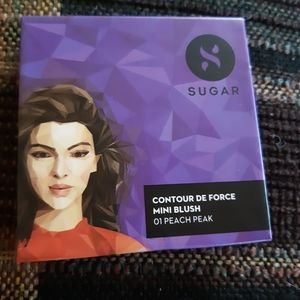 SUGAR
CONTOUR DE FORCE
MINI BLUSH
01 PEACH PEAK